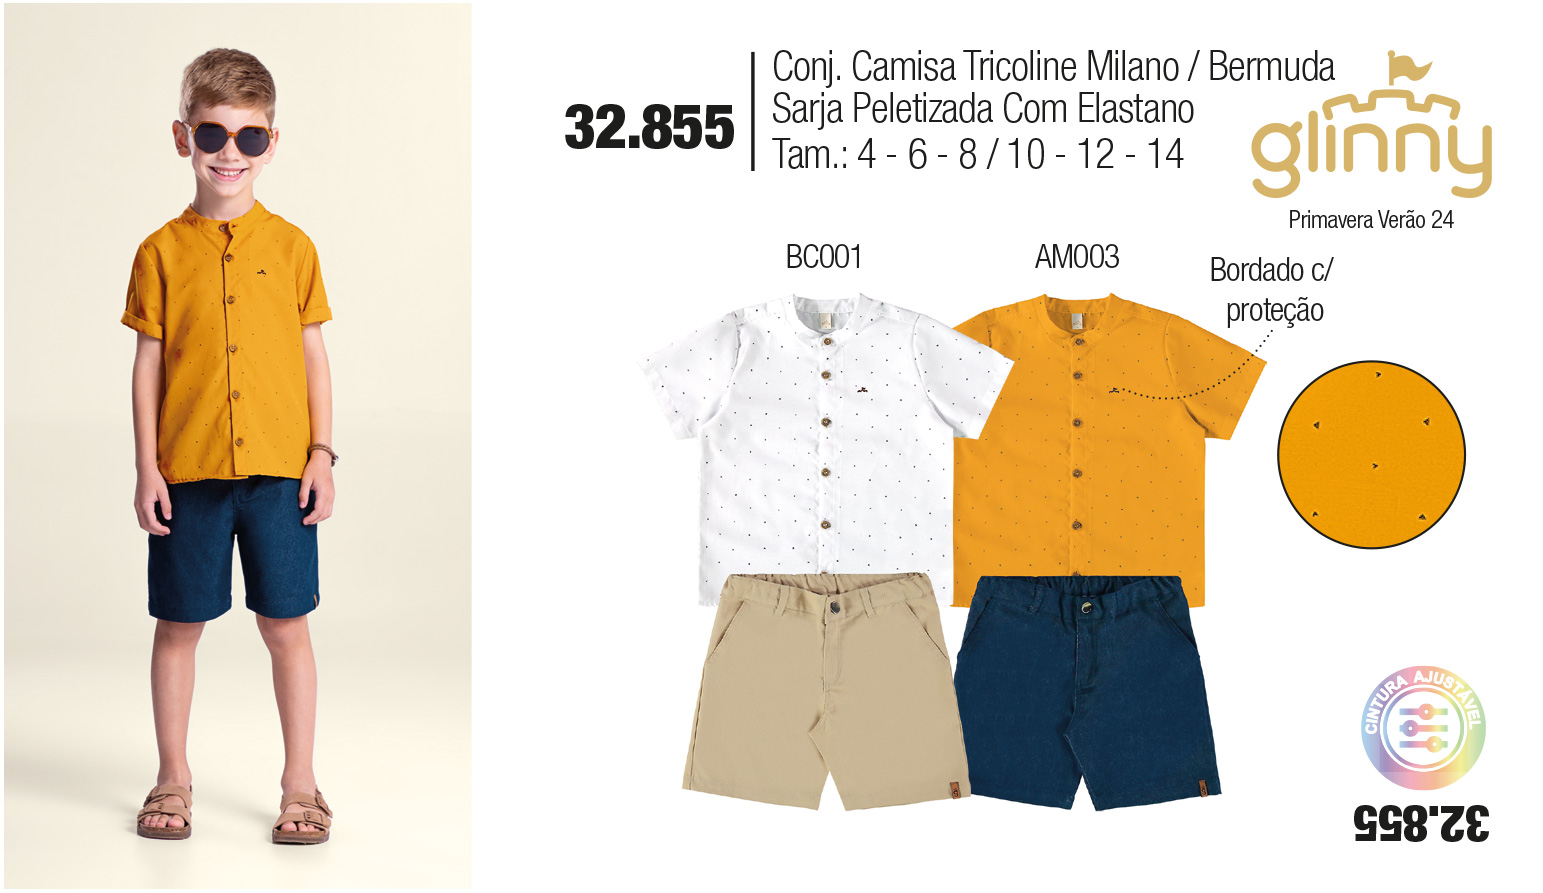 32.855
Conj. Camisa Tricoline Milano / Bermuda
Sarja Peletizada Com Elastano
Tam.: 4 - 6 - 8 / 10 - 12 - 14
glinny
Primavera Verão 24
BC001
AM003
Bordado c/
proteção
CINTURA AJUSTÁVEL
32.855